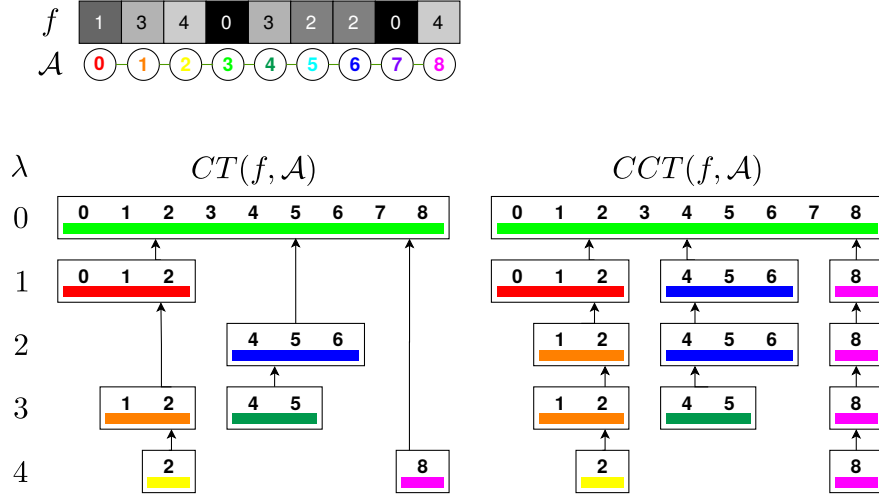 f 1 3 4 0 3 2 2 0 4
𝒜 0 1 2 3 4 5 6 7 8
λ CT(f, 𝒜) CCT(f, 𝒜)
0 0 1 2 3 4 5 6 7 8 0 1 2 3 4 5 6 7 8
1 0 1 2 0 1 2 4 5 6 8
2 4 5 6 1 2 4 5 6 8
3 1 2 4 5 1 2 4 5 8
4 2 8 2 8